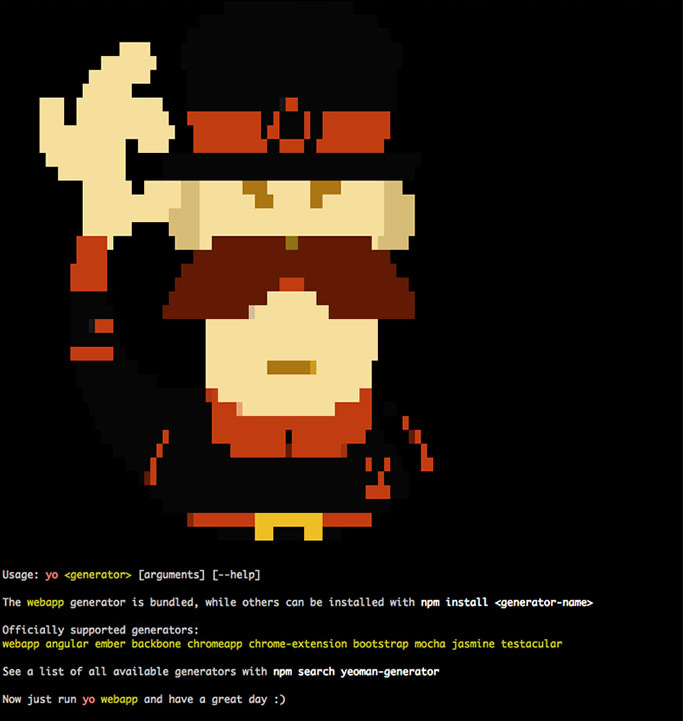 Usage: yo <generator> [arguments] [--help]
The webapp generator is bundled, while others can be installed with npm install <generator-name>
Officially supported generators:
webapp angular ember backbone chromeapp chrome-extension bootstrap mocha jasmine testacular
See a list of all available generators with npm search yeoman-generator
Now just run yo webapp and have a great day :)